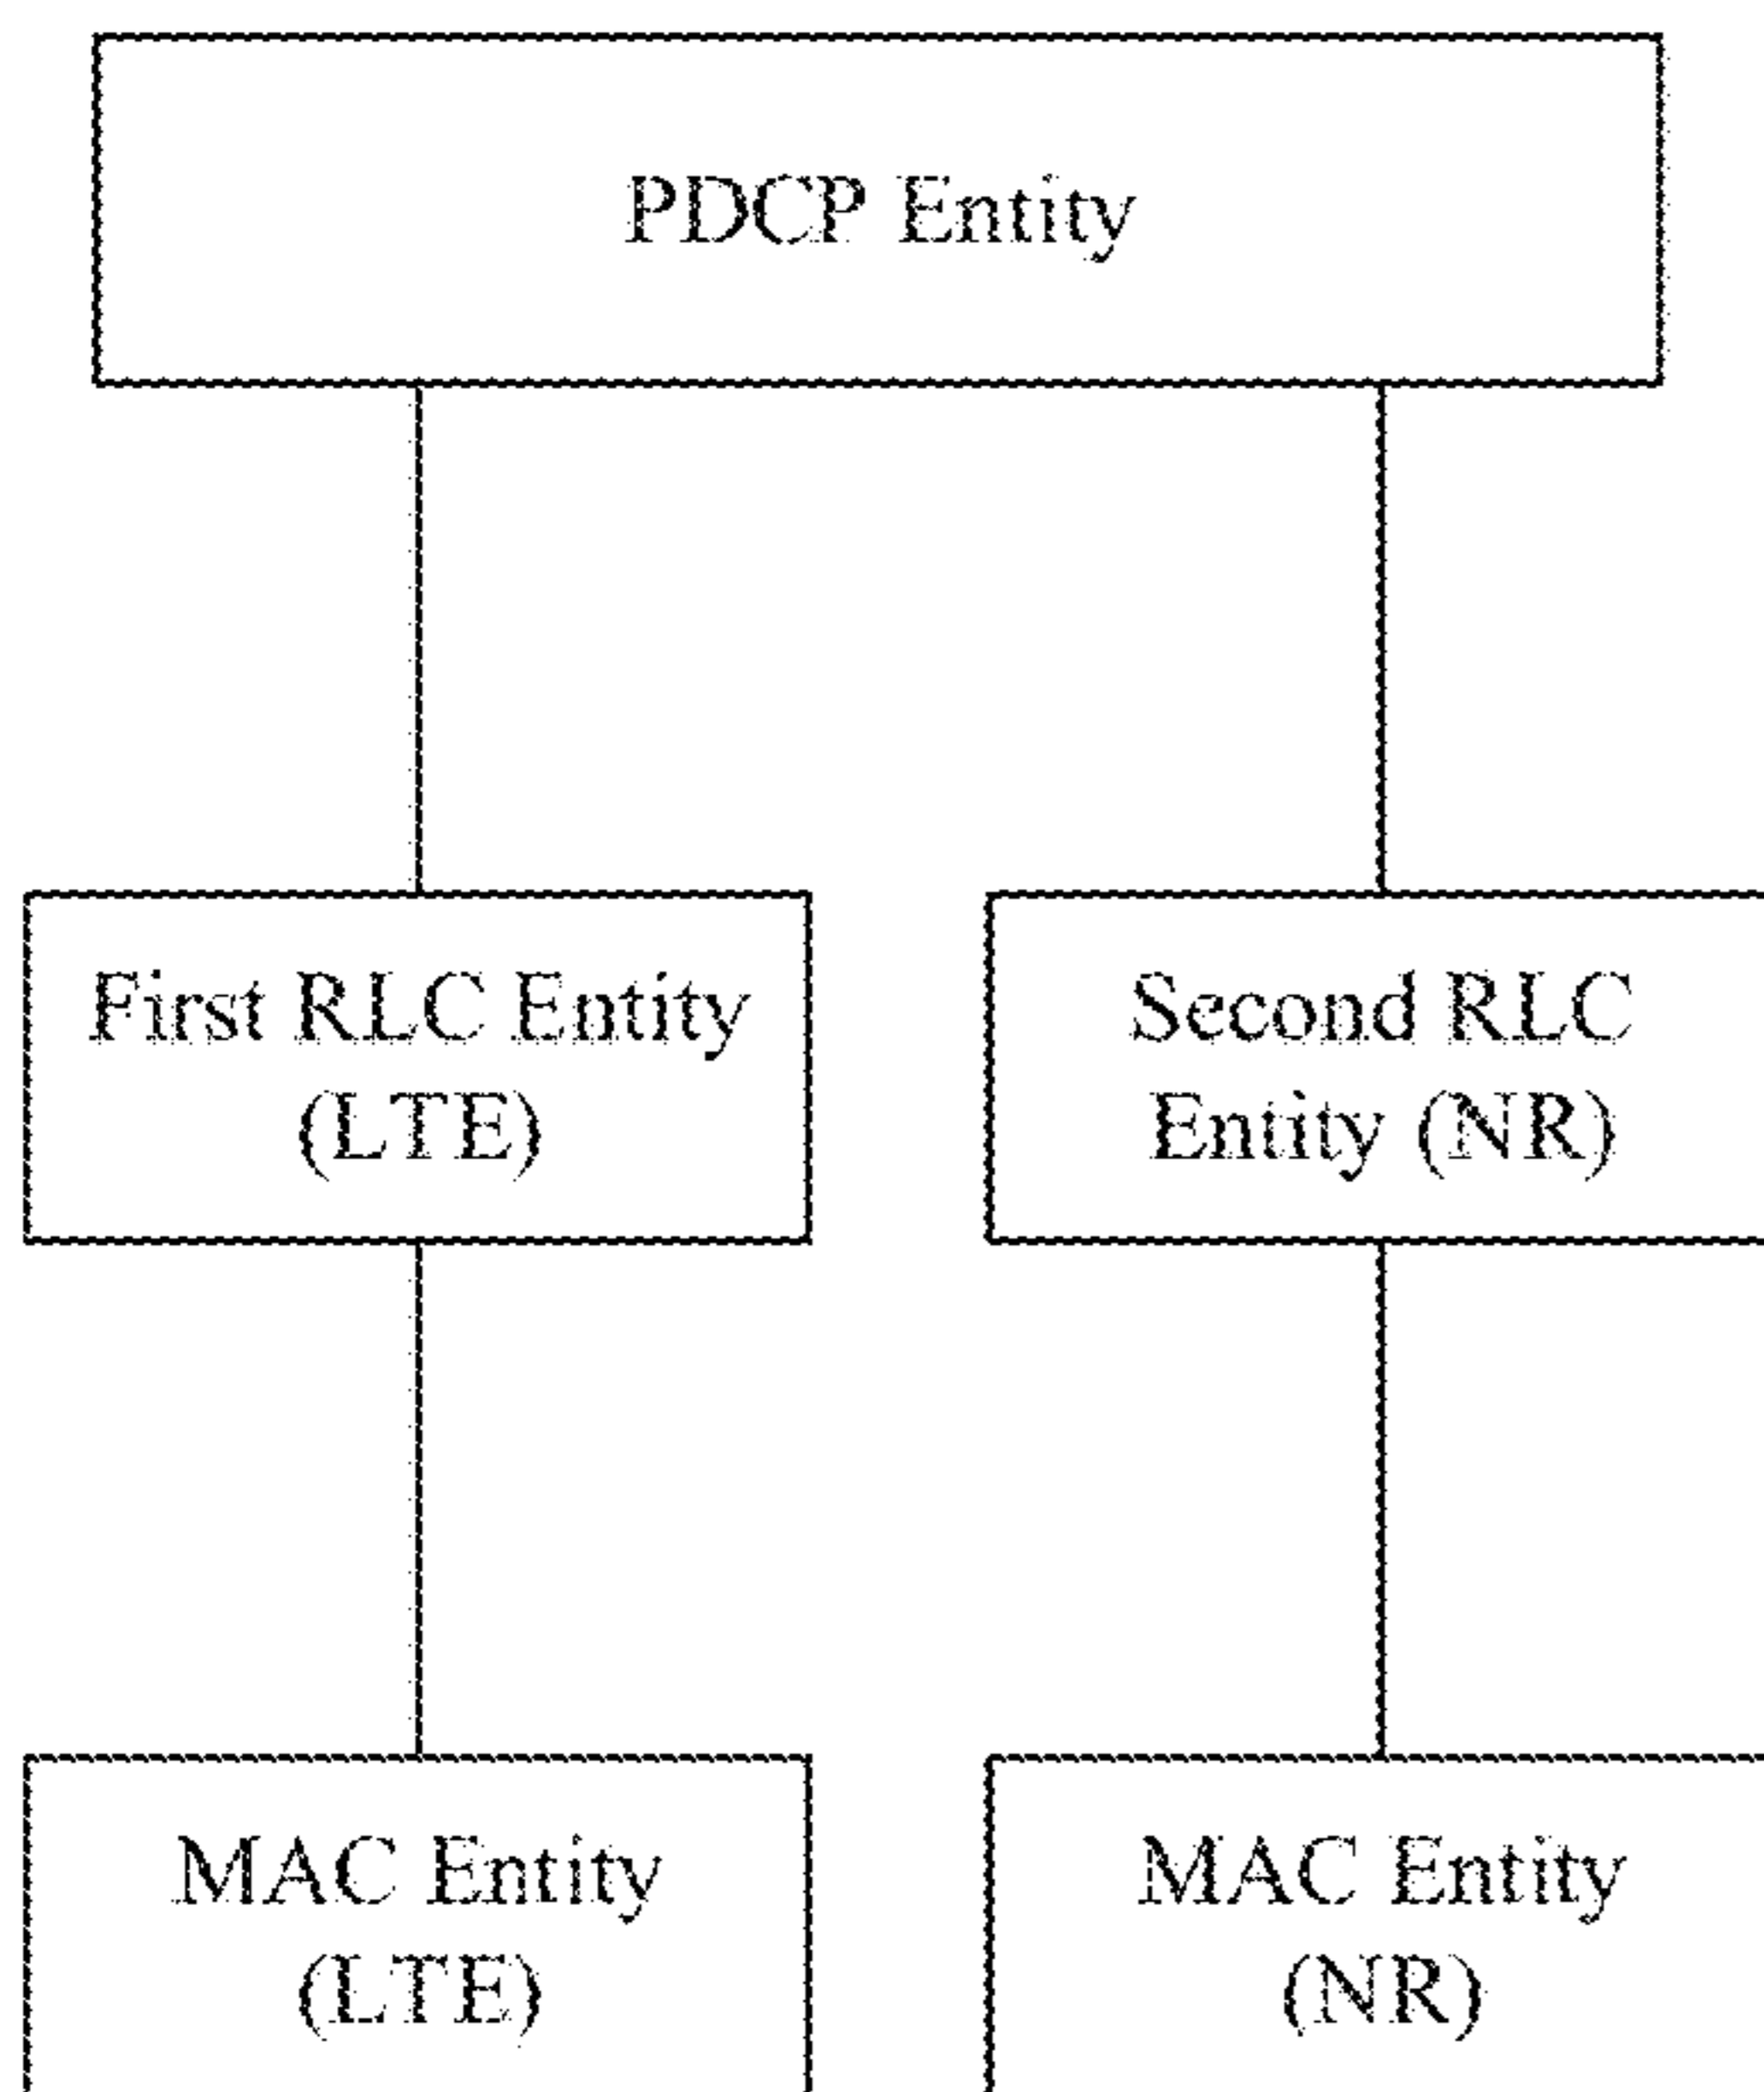 PDCP Entity
First RLC Entity
(LTE)
Second RLC
Entity (NR)
MAC Entity
(LTE)
MAC Entity
(NR)